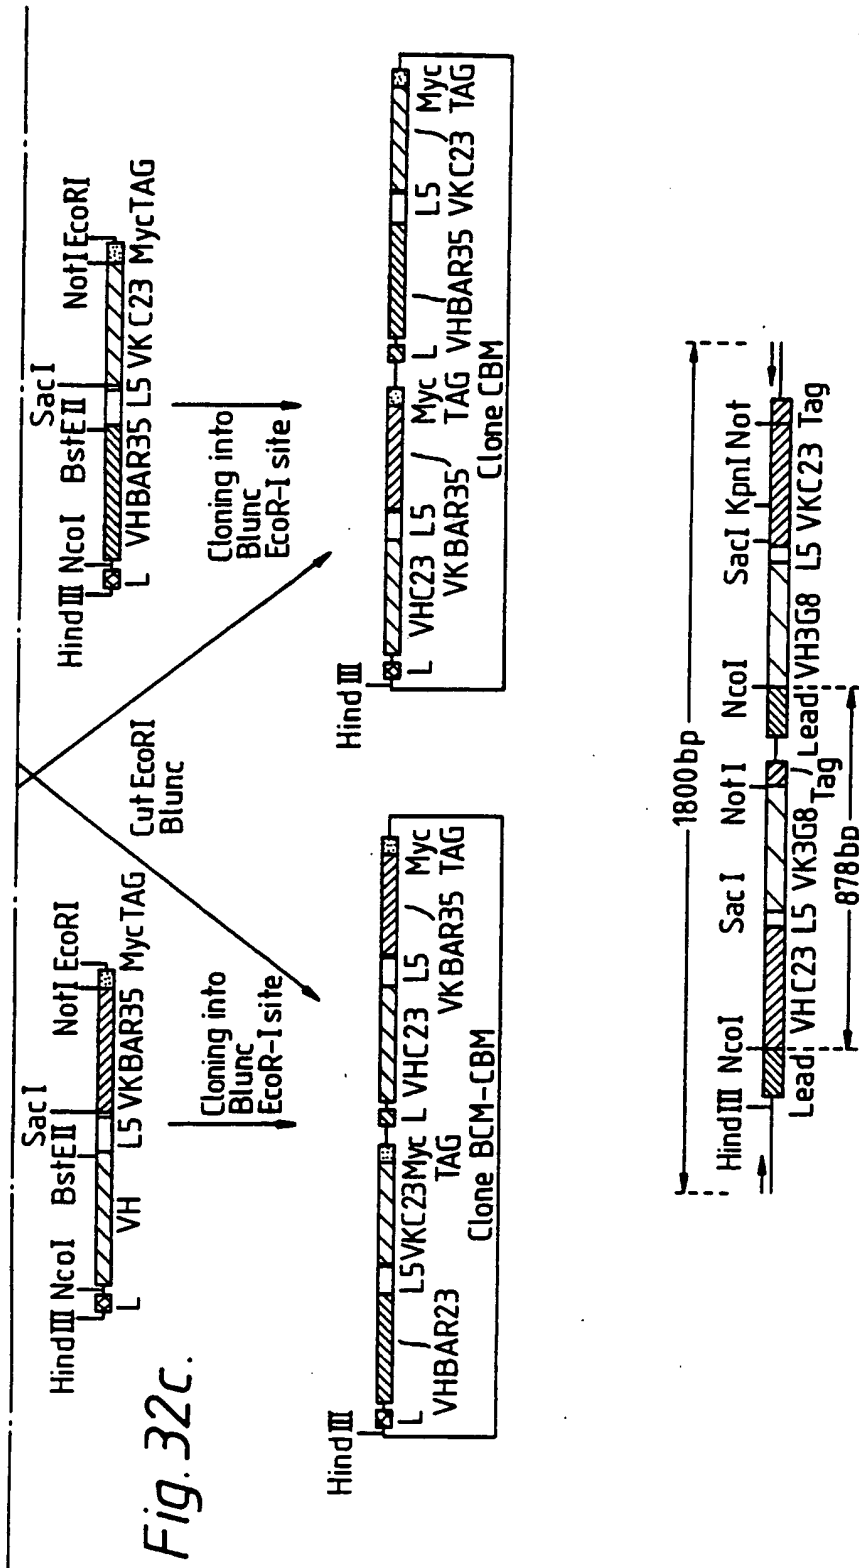 Fig.32c.
HindIII NcoI BstEII SacI NotI EcoRI
L VH L5 VKBAR35 MycTAG
HindIII NcoI BstEII SacI NotI EcoRI
L VHBAR35 L5 VKC23 MycTAG
Cloning into
Blunc
EcoR-I site
Cut EcoRI
Blunc
Cloning into
Blunc
EcoR-I site
HindIII
L VHBAR23 L5 VKC23 Myc TAG L VHC23 L5 VKBAR35 Myc TAG
Clone BCM-CBM
HindIII
L VHC23 L5 VKBAR35 Myc TAG L VHBAR35 L5 VKC23 Myc TAG
Clone CBM
1800bp
HindIII NcoI SacI NotI NcoI SacI KpnI Not
Lead VHC23 L5 VK3G8 Tag Lead VH3G8 L5 VKC23 Tag
878bp